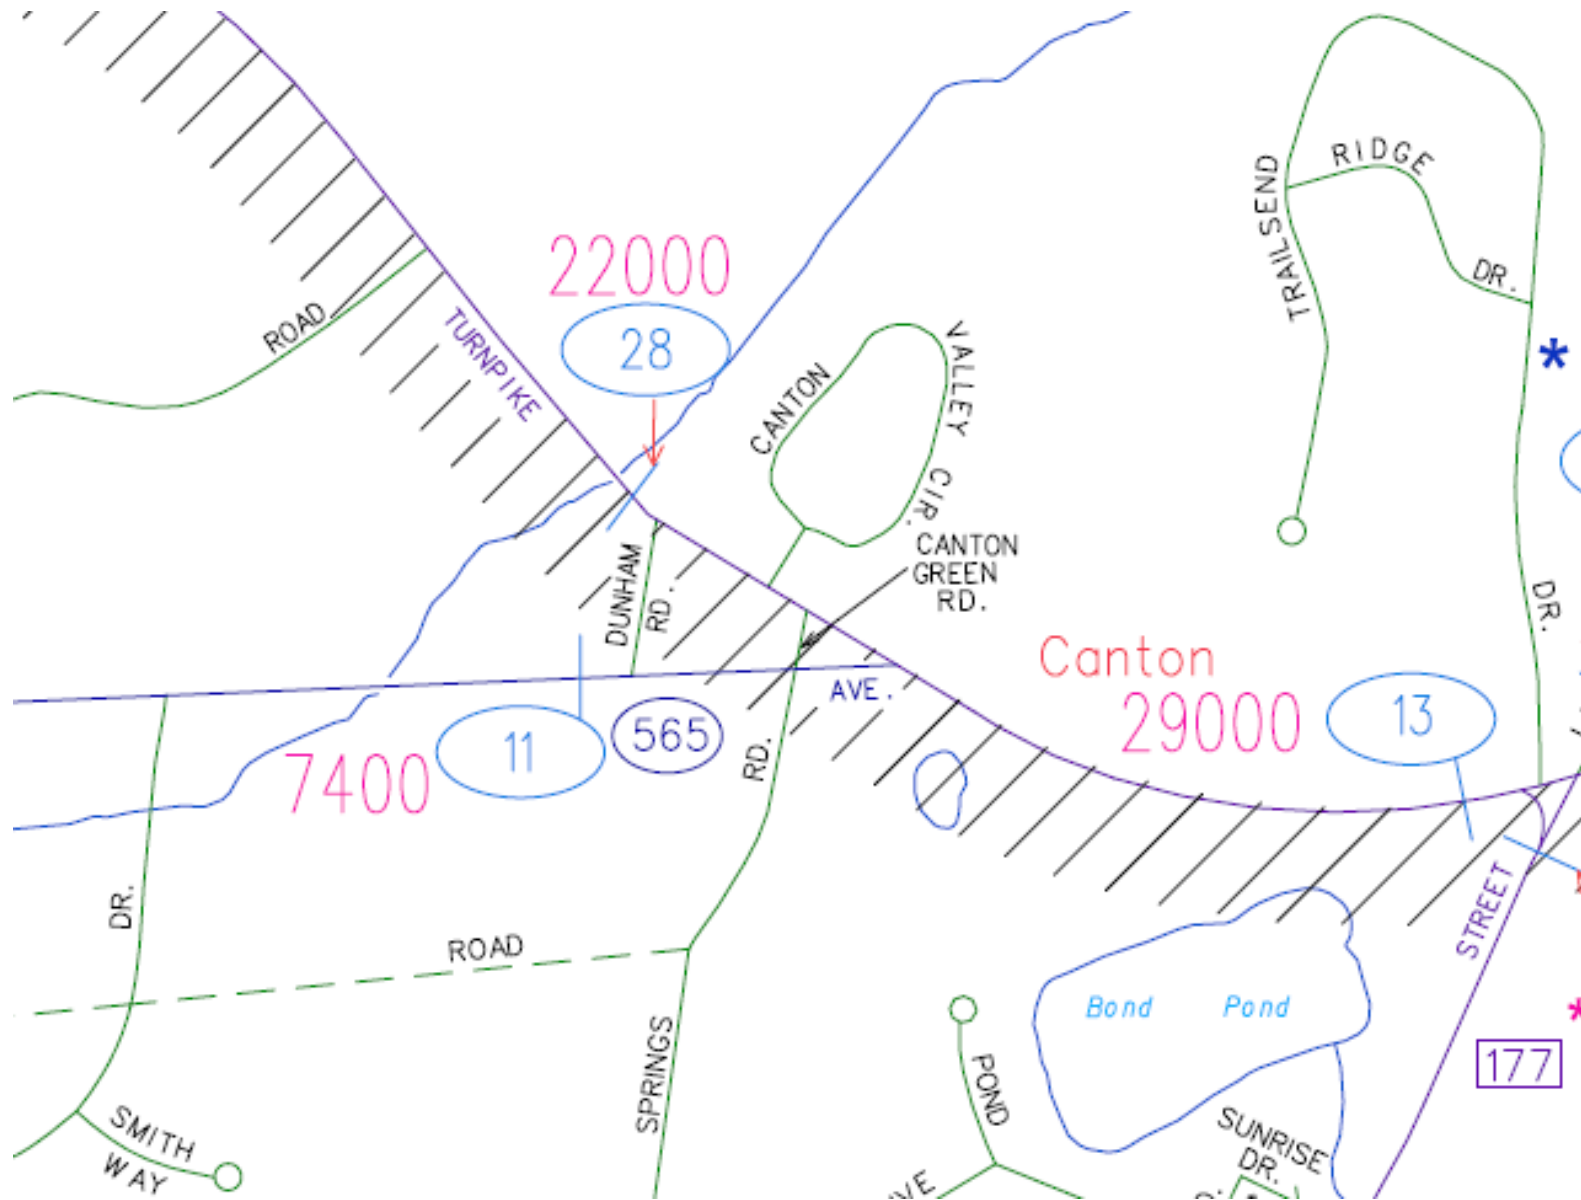 RIDGE
TRAILSEND
DR.
22000
28
ROAD
TURNPIKE
CANTON
VALLEY
CIR.
CANTON
GREEN
RD.
DUNHAM
RD.
DR.
Canton
29000
13
AVE.
565
11
7400
RD.
DR.
STREET
ROAD
Bond Pond
SPRINGS
POND
177
SMITH
WAY
SUNRISE
DR.